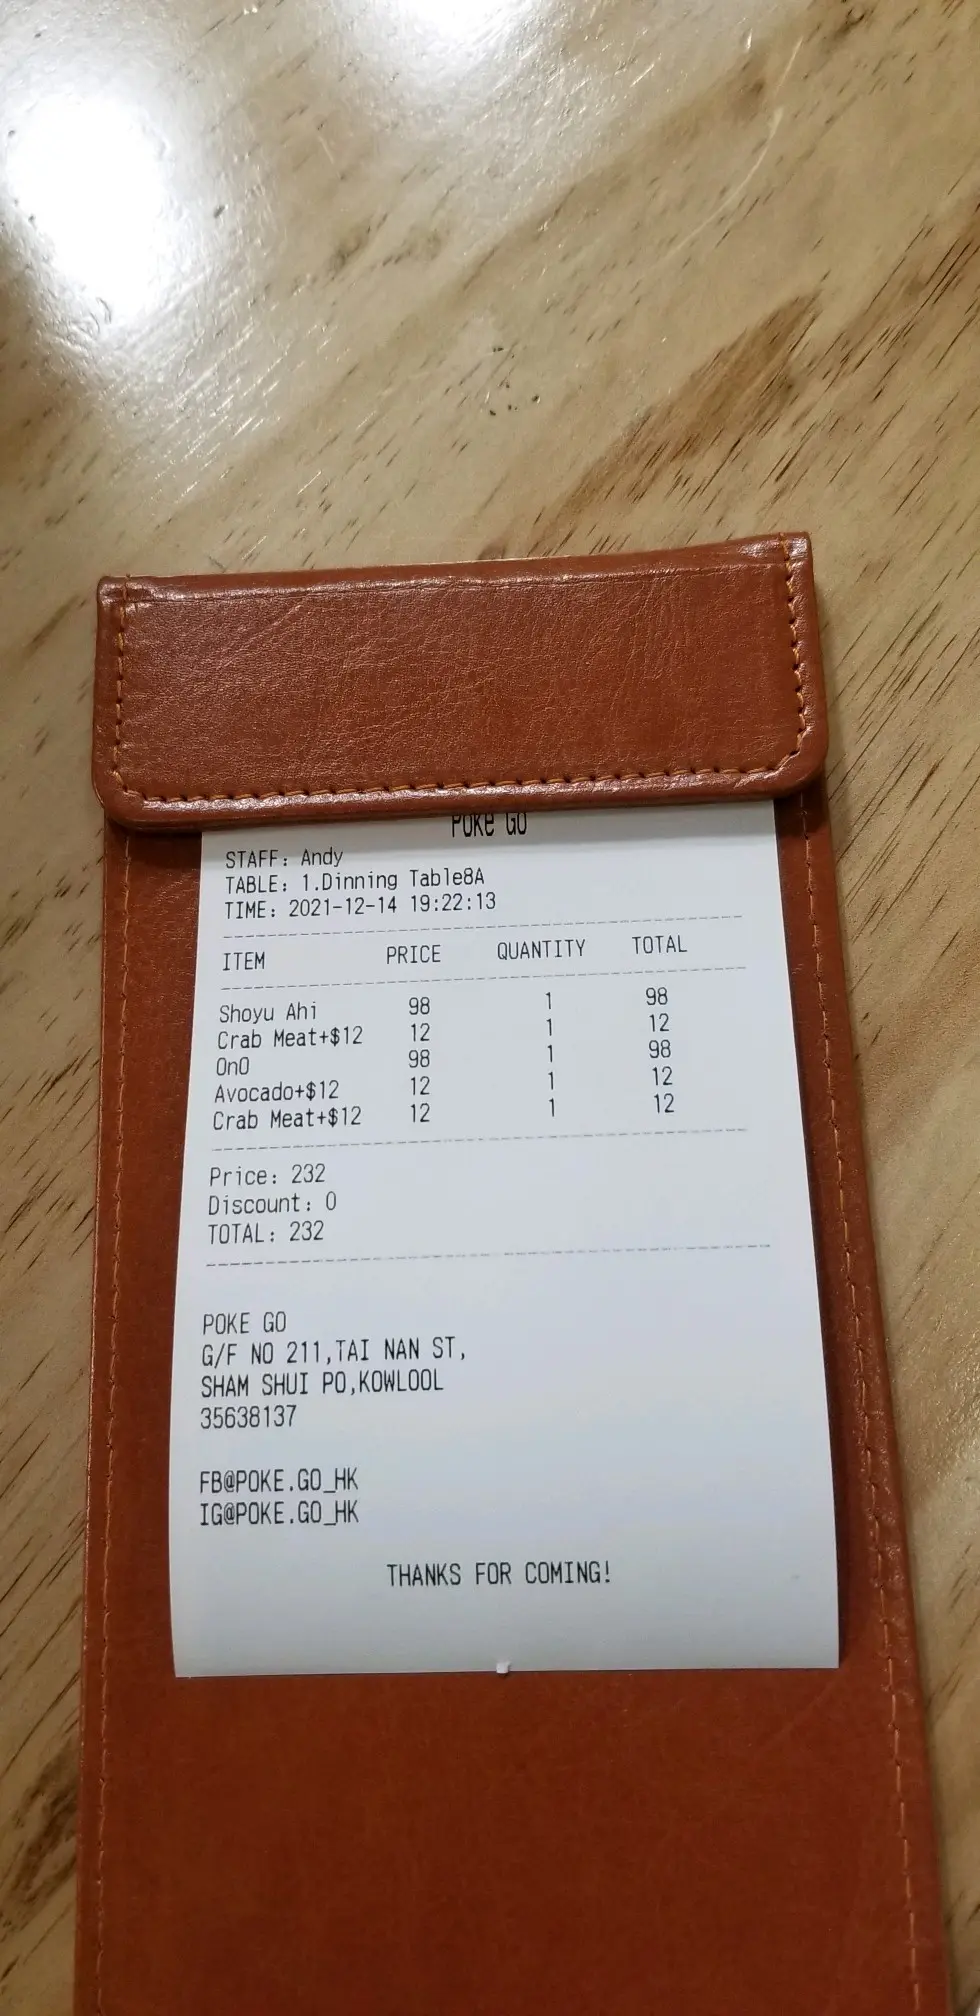 POKE GO
STAFF: Andy
TABLE: 1.Dinning Table8A
TIME: 2021-12-14 19:22:13
ITEM PRICE QUANTITY TOTAL
Shoyu Ahi 98 1 98
Crab Meat+$12 12 1 12
OnO 98 1 98
Avocado+$12 12 1 12
Crab Meat+$12 12 1 12
Price: 232
Discount: 0
TOTAL: 232
POKE GO
G/F NO 211,TAI NAN ST,
SHAM SHUI PO,KOWLOOL
35638137
FB@POKE.GO_HK
IG@POKE.GO_HK
THANKS FOR COMING!